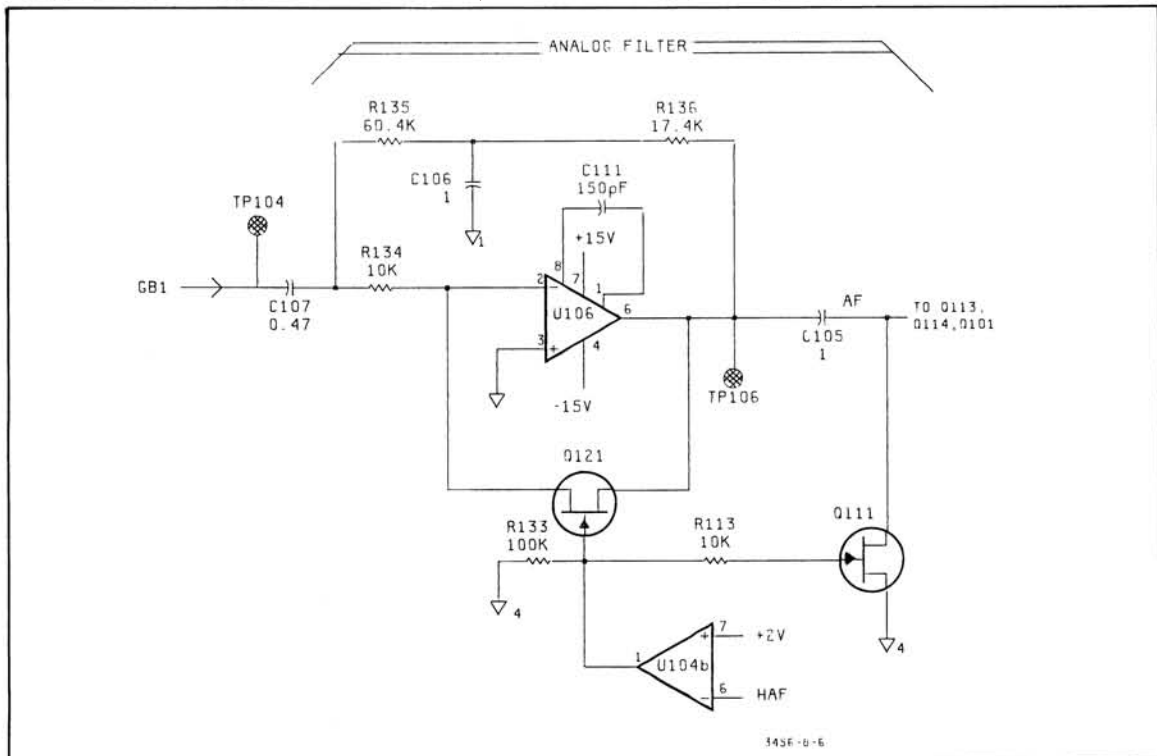 ANALOG FILTER
R135
60.4K
R136
17.4K
C106
1
C111
150pF
TP104
1
+15V
R134
10K
8
7
1
GB1
2
−
U106
6
AF
TO Q113,
Q114,Q101
C107
0.47
3
+
4
C105
1
-15V
TP106
Q121
R133
100K
R113
10K
Q111
4
7
+2V
+
1
U104b
4
6
−
HAF
3456-B-6